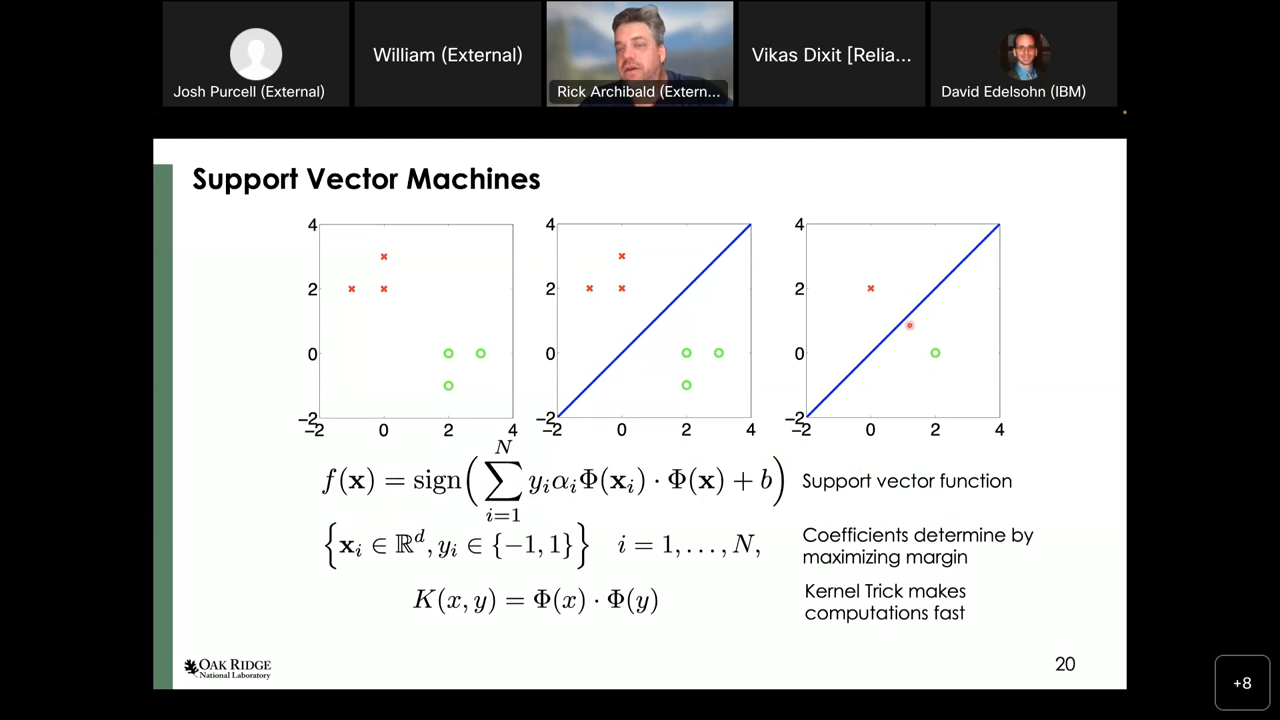 Josh Purcell (External)
William (External)
Rick Archibald (Extern...
Vikas Dixit [Relia...
David Edelsohn (IBM)
Support Vector Machines
4
2
0
−2
−2 0 2 4
4
2
0
−2
−2 0 2 4
4
2
0
−2
−2 0 2 4
f(x) = sign( ∑_{i=1}^{N} y_i α_i Φ(x_i) · Φ(x) + b ) Support vector function
{x_i ∈ ℝ^d, y_i ∈ {−1, 1}} i = 1, . . . , N, Coefficients determine by
maximizing margin
K(x, y) = Φ(x) · Φ(y) Kernel Trick makes
computations fast
OAK RIDGE
National Laboratory
20
+8